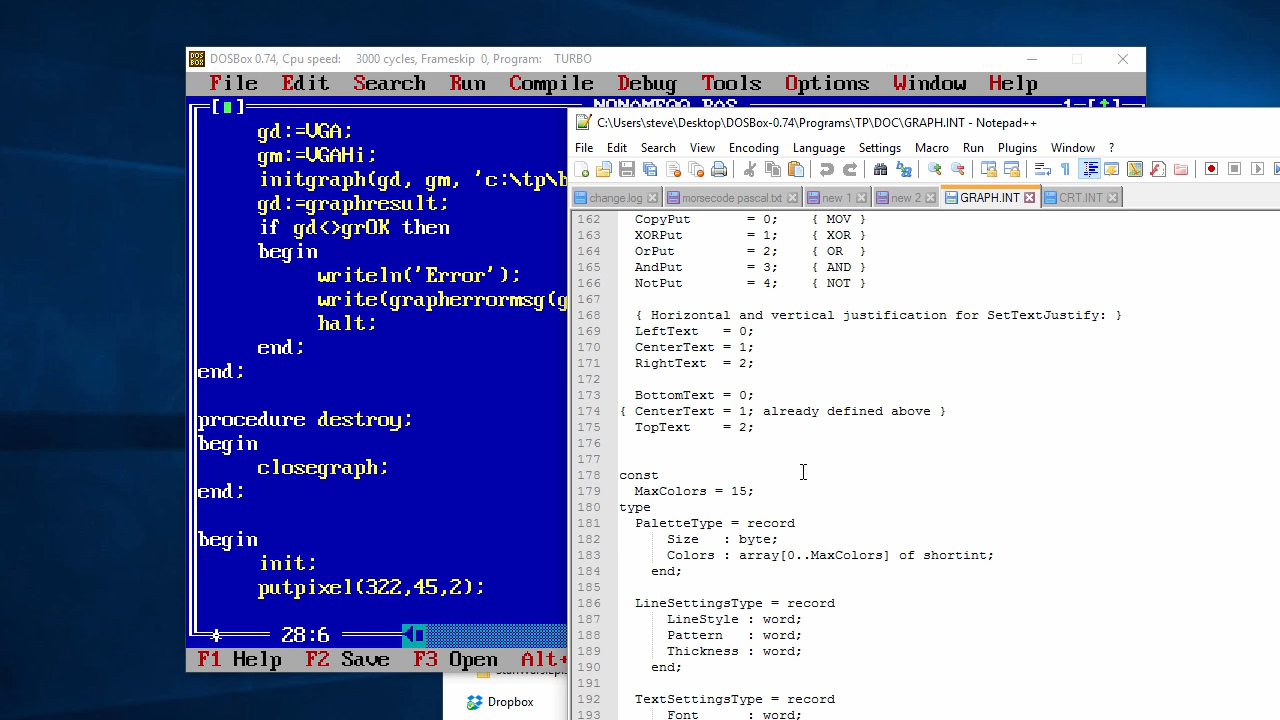 DOSBox 0.74, Cpu speed: 3000 cycles, Frameskip 0, Program: TURBO
File Edit Search Run Compile Debug Tools Options Window Help
NONAME00.PAS 1
gd:=VGA;
gm:=VGAHi;
initgraph(gd, gm, 'c:\tp\b
gd:=graphresult;
if gd<>grOK then
begin
writeln('Error');
write(grapherrormsg(g
halt;
end;
end;
procedure destroy;
begin
closegraph;
end;
begin
init;
putpixel(322,45,2);
28:6
F1 Help F2 Save F3 Open Alt+
Dropbox
C:\Users\steve\Desktop\DOSBox-0.74\Programs\TP\DOC\GRAPH.INT - Notepad++
File Edit Search View Encoding Language Settings Macro Run Plugins Window ?
change.log morsecode pascal.txt new 1 new 2 GRAPH.INT CRT.INT
162 CopyPut = 0; { MOV }
163 XORPut = 1; { XOR }
164 OrPut = 2; { OR }
165 AndPut = 3; { AND }
166 NotPut = 4; { NOT }
167
168 { Horizontal and vertical justification for SetTextJustify: }
169 LeftText = 0;
170 CenterText = 1;
171 RightText = 2;
172
173 BottomText = 0;
174 { CenterText = 1; already defined above }
175 TopText = 2;
176
177
178 const
179 MaxColors = 15;
180 type
181 PaletteType = record
182 Size : byte;
183 Colors : array[0..MaxColors] of shortint;
184 end;
185
186 LineSettingsType = record
187 LineStyle : word;
188 Pattern : word;
189 Thickness : word;
190 end;
191
192 TextSettingsType = record
193 Font : word;